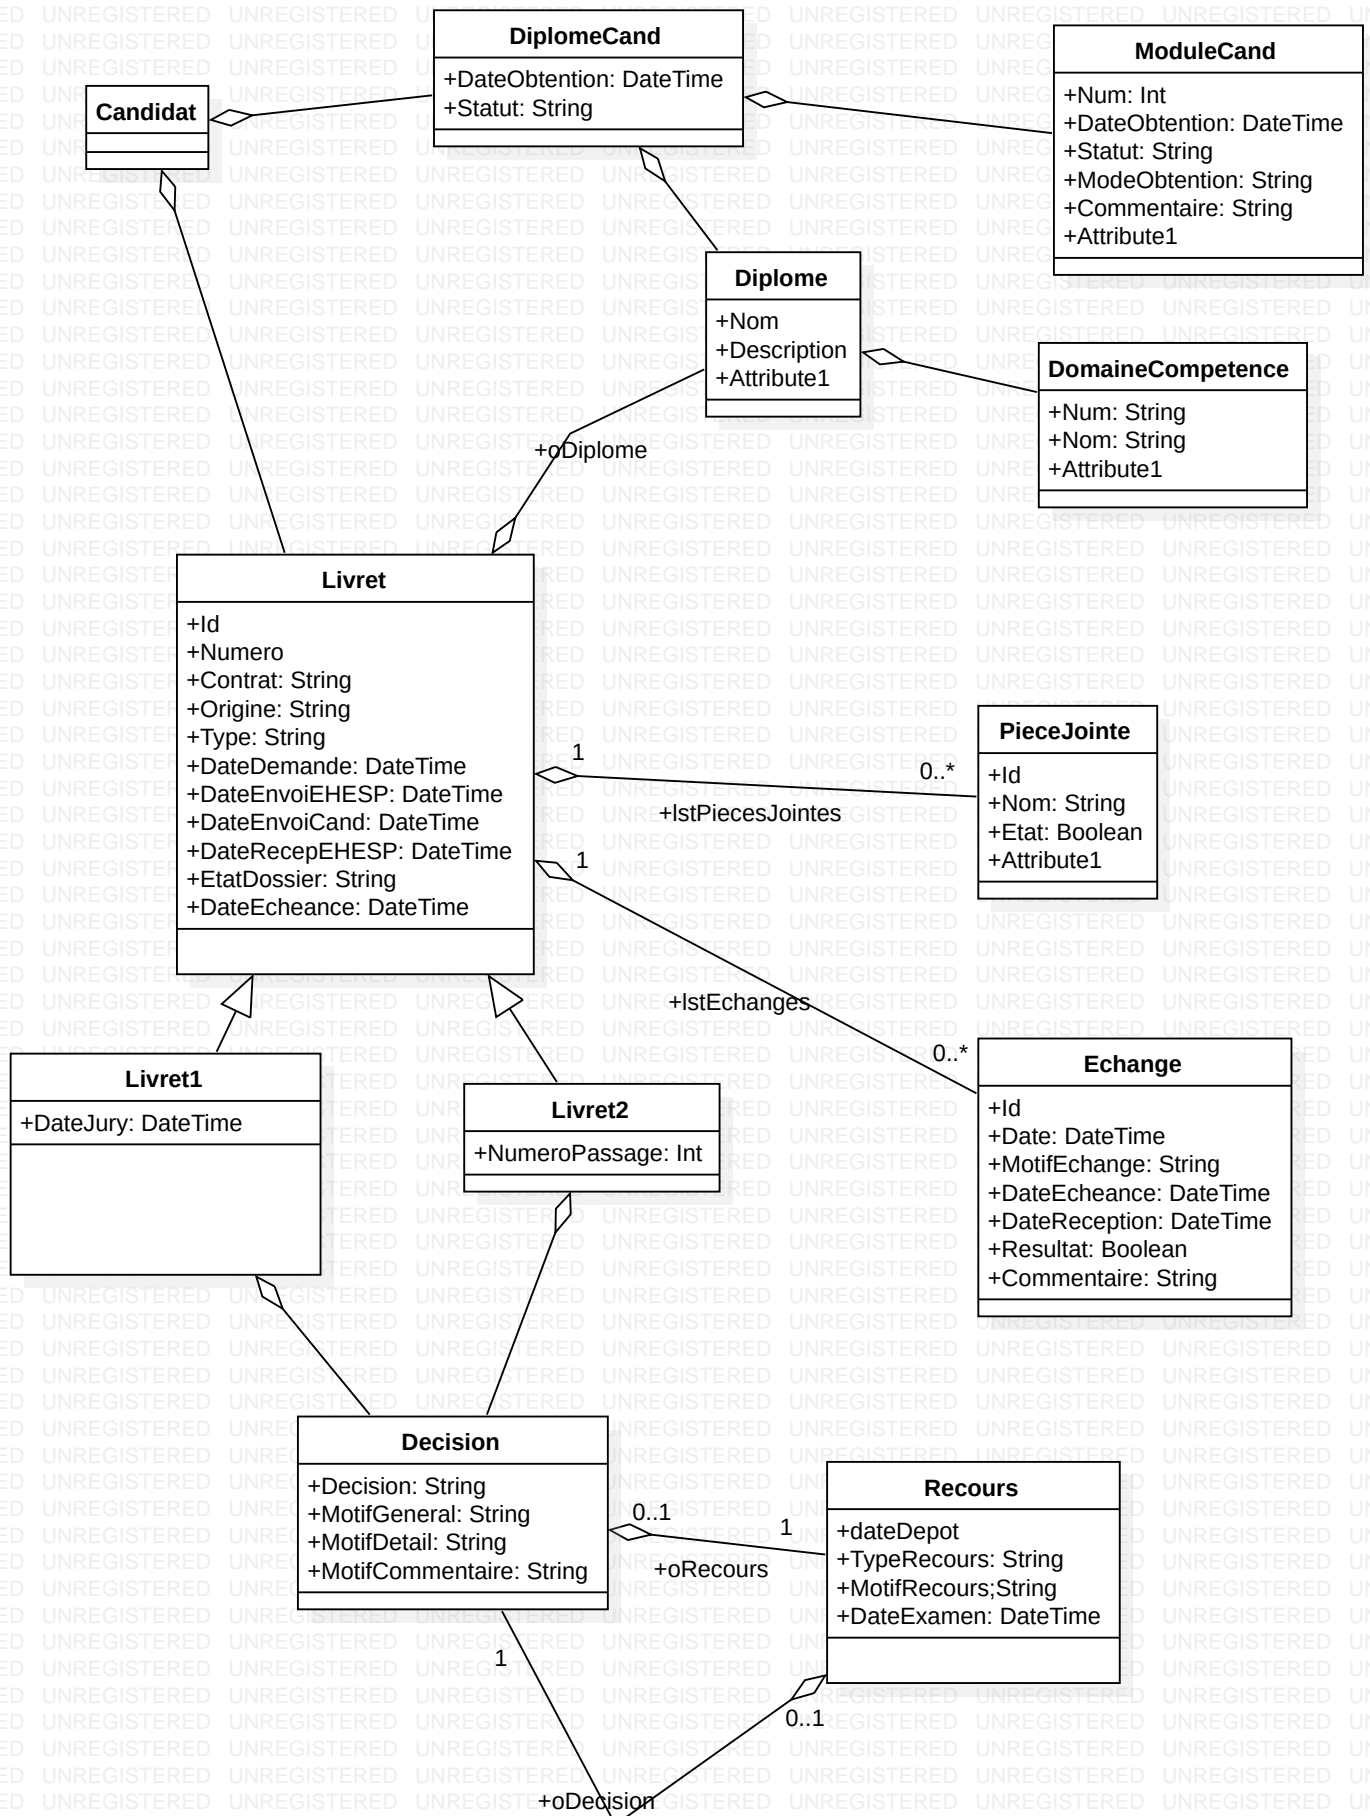 DiplomeCand
+DateObtention: DateTime
+Statut: String
ModuleCand
+Num: Int
+DateObtention: DateTime
+Statut: String
+ModeObtention: String
+Commentaire: String
+Attribute1
Candidat
Diplome
+Nom
+Description
+Attribute1
DomaineCompetence
+Num: String
+Nom: String
+Attribute1
+oDiplome
Livret
+Id
+Numero
+Contrat: String
+Origine: String
+Type: String
+DateDemande: DateTime
+DateEnvoiEHESP: DateTime
+DateEnvoiCand: DateTime
+DateRecepEHESP: DateTime
+EtatDossier: String
+DateEcheance: DateTime
1
0..*
+lstPiecesJointes
PieceJointe
+Id
+Nom: String
+Etat: Boolean
+Attribute1
1
+lstEchanges
0..*
Echange
+Id
+Date: DateTime
+MotifEchange: String
+DateEcheance: DateTime
+DateReception: DateTime
+Resultat: Boolean
+Commentaire: String
Livret1
+DateJury: DateTime
Livret2
+NumeroPassage: Int
Decision
+Decision: String
+MotifGeneral: String
+MotifDetail: String
+MotifCommentaire: String
0..1
1
+oRecours
Recours
+dateDepot
+TypeRecours: String
+MotifRecours;String
+DateExamen: DateTime
1
0..1
+oDecision
UNREGISTERED